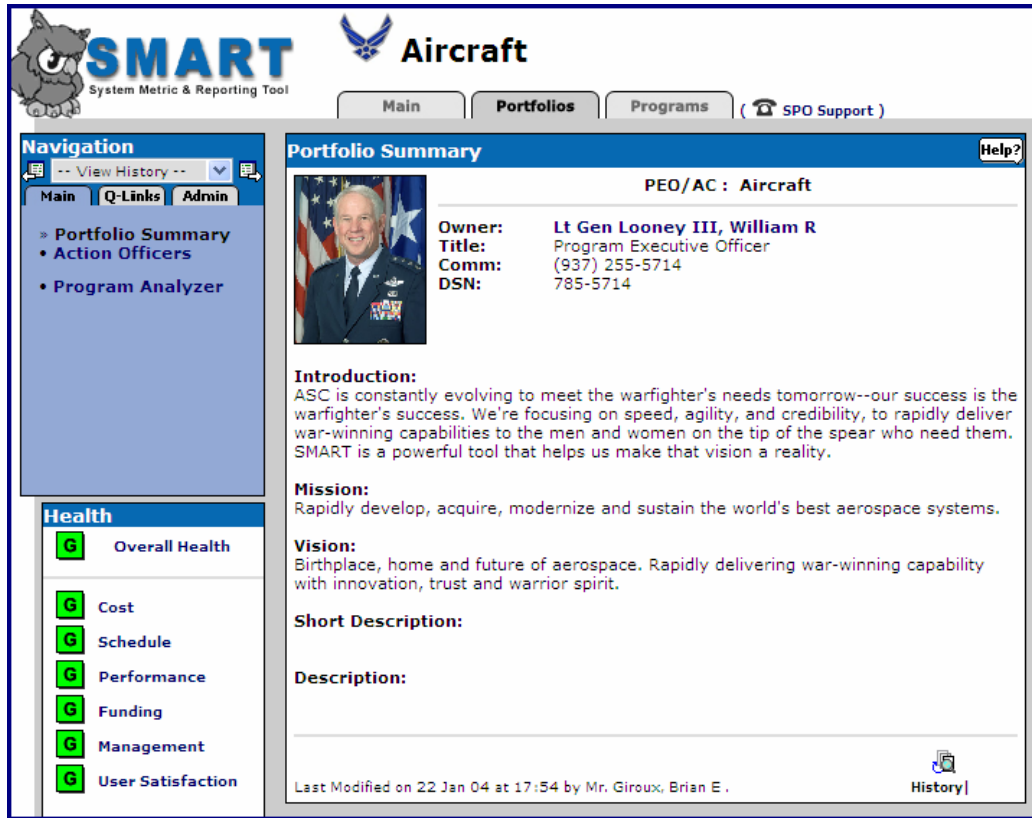 SMART
System Metric & Reporting Tool
Aircraft
Main
Portfolios
Programs
( SPO Support )
Navigation
-- View History --
Main
Q-Links
Admin
» Portfolio Summary
• Action Officers
• Program Analyzer
Health
G Overall Health
G Cost
G Schedule
G Performance
G Funding
G Management
G User Satisfaction
Portfolio Summary
Help?
PEO/AC : Aircraft
Owner: Lt Gen Looney III, William R
Title: Program Executive Officer
Comm: (937) 255-5714
DSN: 785-5714
Introduction:
ASC is constantly evolving to meet the warfighter's needs tomorrow--our success is the
warfighter's success. We're focusing on speed, agility, and credibility, to rapidly deliver
war-winning capabilities to the men and women on the tip of the spear who need them.
SMART is a powerful tool that helps us make that vision a reality.
Mission:
Rapidly develop, acquire, modernize and sustain the world's best aerospace systems.
Vision:
Birthplace, home and future of aerospace. Rapidly delivering war-winning capability
with innovation, trust and warrior spirit.
Short Description:
Description:
Last Modified on 22 Jan 04 at 17:54 by Mr. Giroux, Brian E .
History|